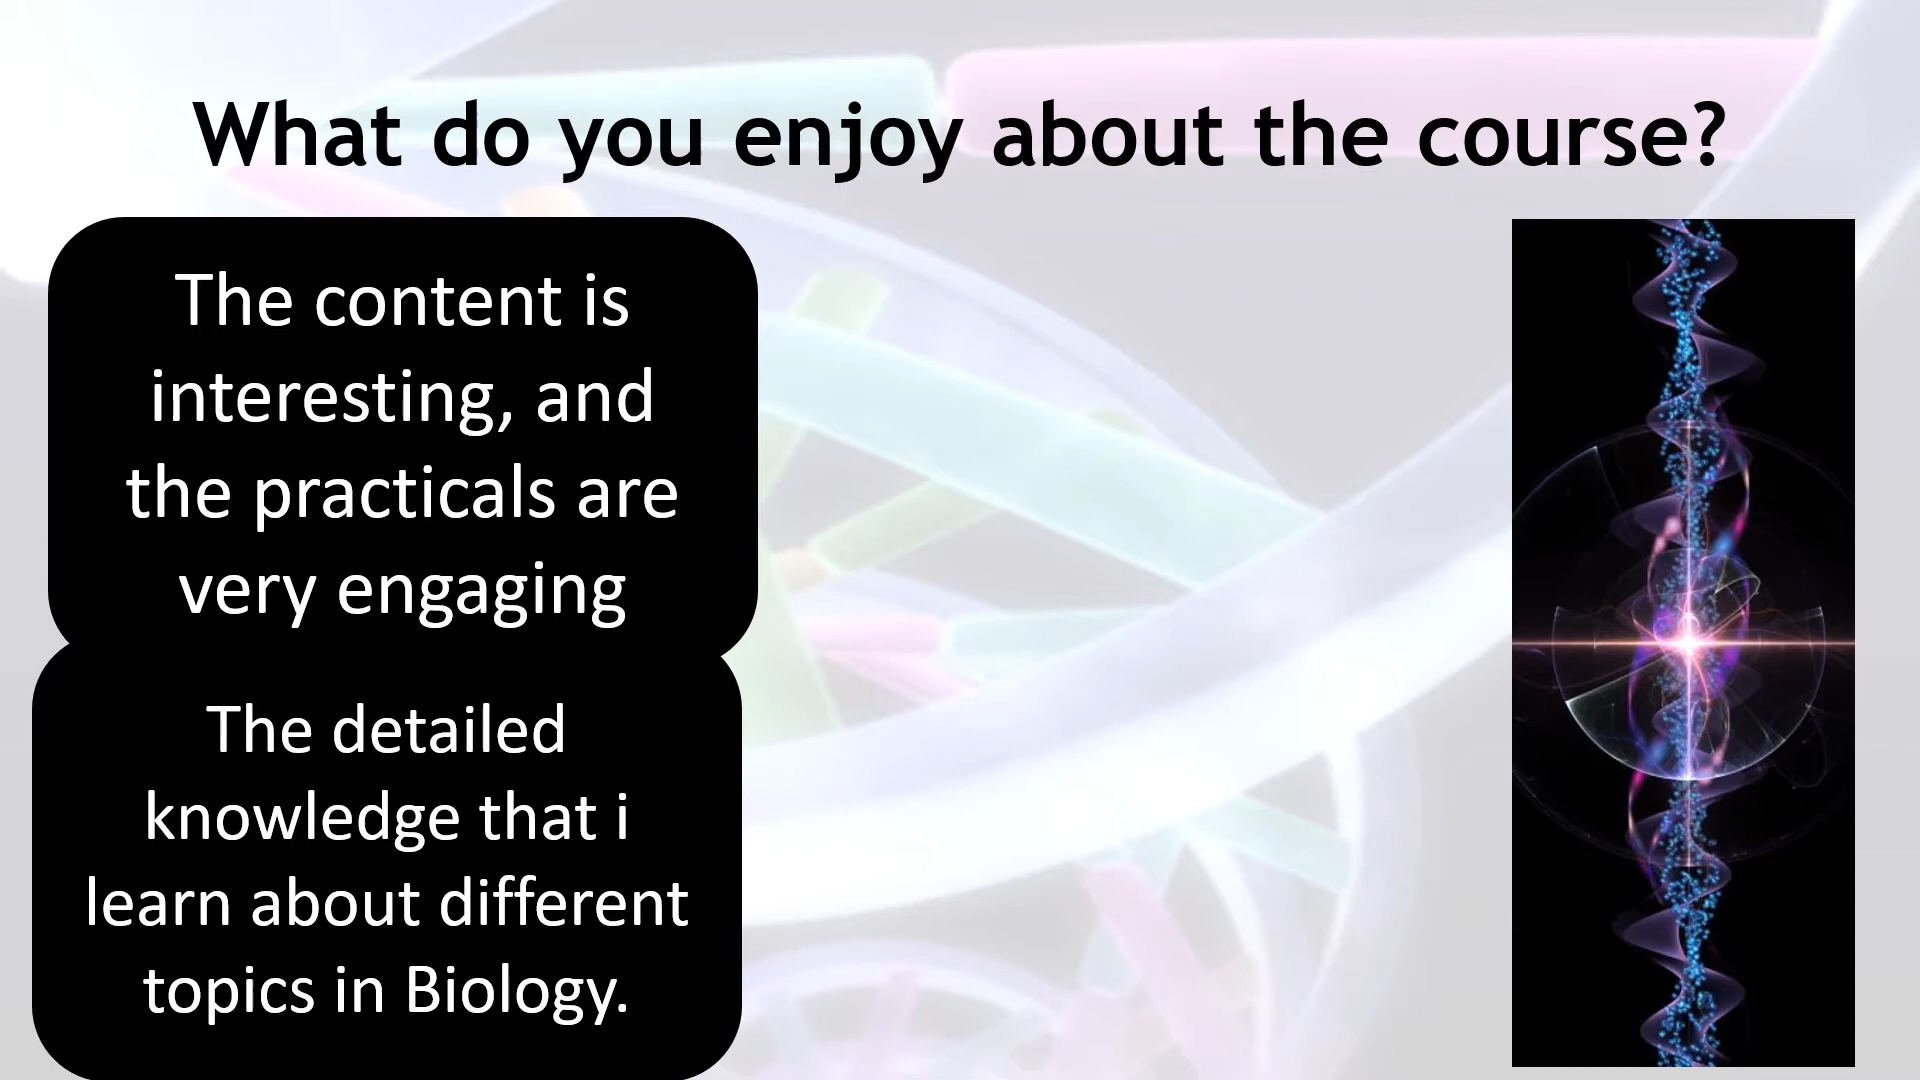 What do you enjoy about the course?
The content is
interesting, and
the practicals are
very engaging
The detailed
knowledge that i
learn about different
topics in Biology.